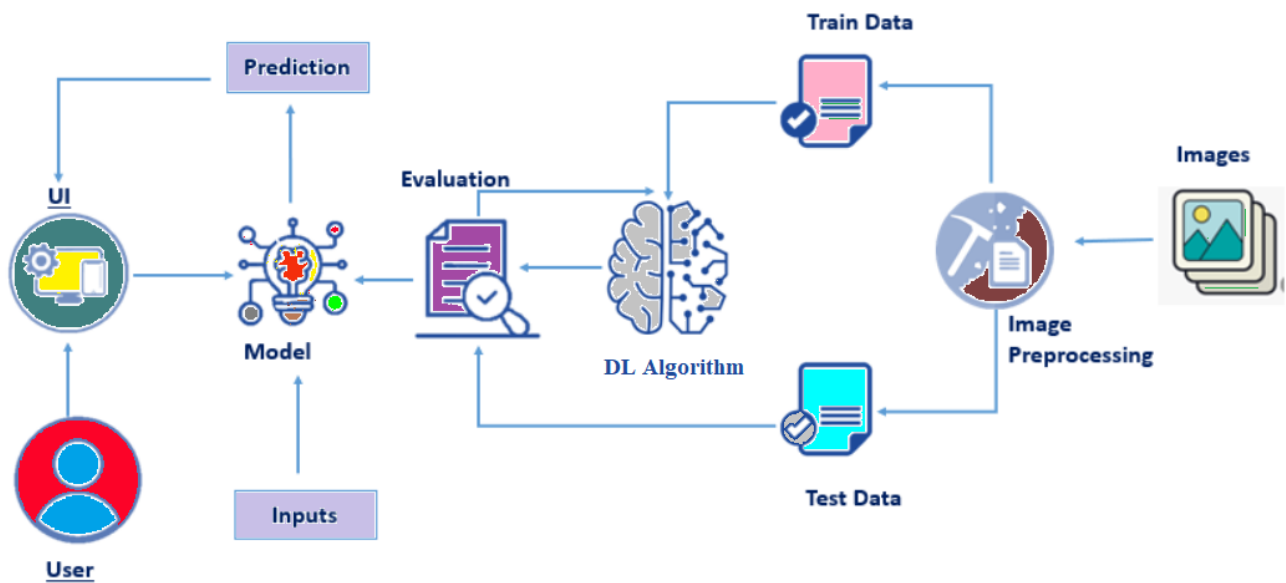 Train Data
Prediction
Images
Evaluation
UI
Image
Preprocessing
Model
DL Algorithm
Test Data
Inputs
User